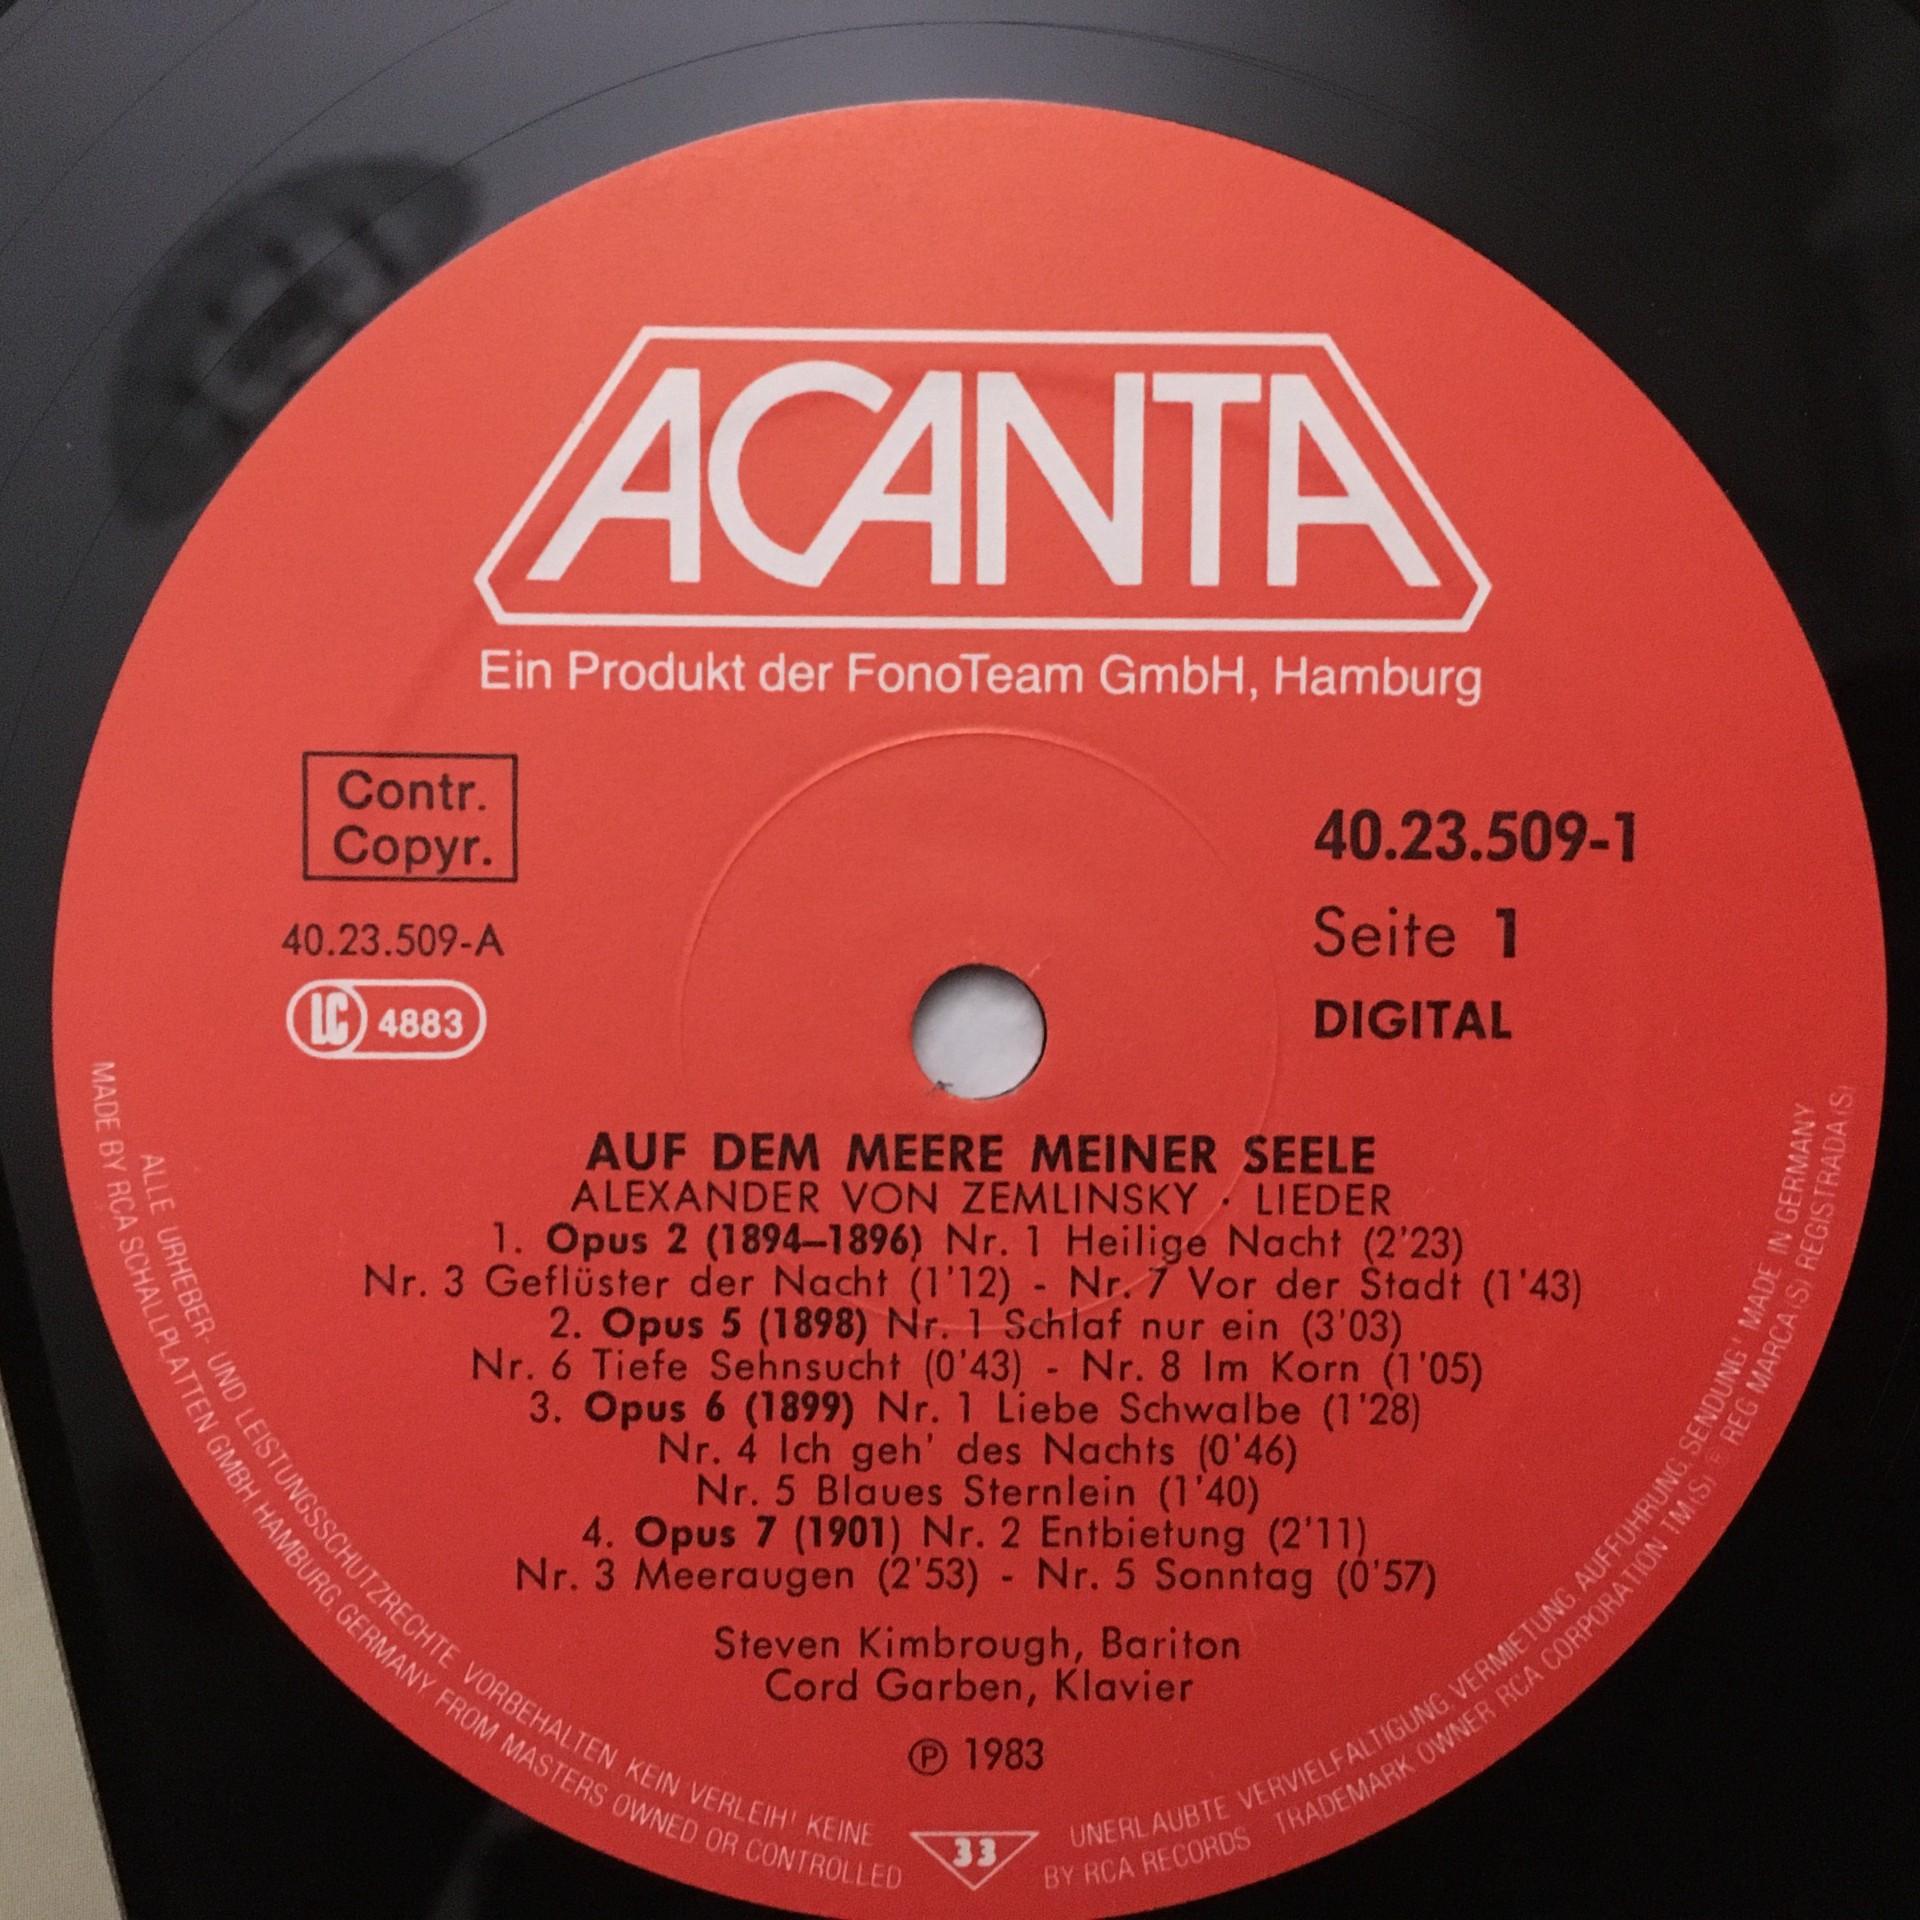 ACANTA
Ein Produkt der FonoTeam GmbH, Hamburg
Contr.
Copyr.
40.23.509-A
LC 4883
40.23.509-1
Seite 1
DIGITAL
AUF DEM MEERE MEINER SEELE
ALEXANDER VON ZEMLINSKY · LIEDER
1. Opus 2 (1894–1896) Nr. 1 Heilige Nacht (2'23)
Nr. 3 Geflüster der Nacht (1'12) - Nr. 7 Vor der Stadt (1'43)
2. Opus 5 (1898) Nr. 1 Schlaf nur ein (3'03)
Nr. 6 Tiefe Sehnsucht (0'43) - Nr. 8 Im Korn (1'05)
3. Opus 6 (1899) Nr. 1 Liebe Schwalbe (1'28)
Nr. 4 Ich geh' des Nachts (0'46)
Nr. 5 Blaues Sternlein (1'40)
4. Opus 7 (1901) Nr. 2 Entbietung (2'11)
Nr. 3 Meeraugen (2'53) - Nr. 5 Sonntag (0'57)
Steven Kimbrough, Bariton
Cord Garben, Klavier
℗ 1983
ALLE URHEBER- UND LEISTUNGSSCHUTZRECHTE VORBEHALTEN KEIN VERLEIH! KEINE
UNERLAUBTE VERVIELFÄLTIGUNG, VERMIETUNG, AUFFÜHRUNG, SENDUNG! MADE IN GERMANY
MADE BY RCA SCHALLPLATTEN GMBH, HAMBURG, GERMANY FROM MASTERS OWNED OR CONTROLLED
BY RCA RECORDS TRADEMARK OWNER RCA CORPORATION TM(S) ® REG MARCA(S) REGISTRADA(S)
33